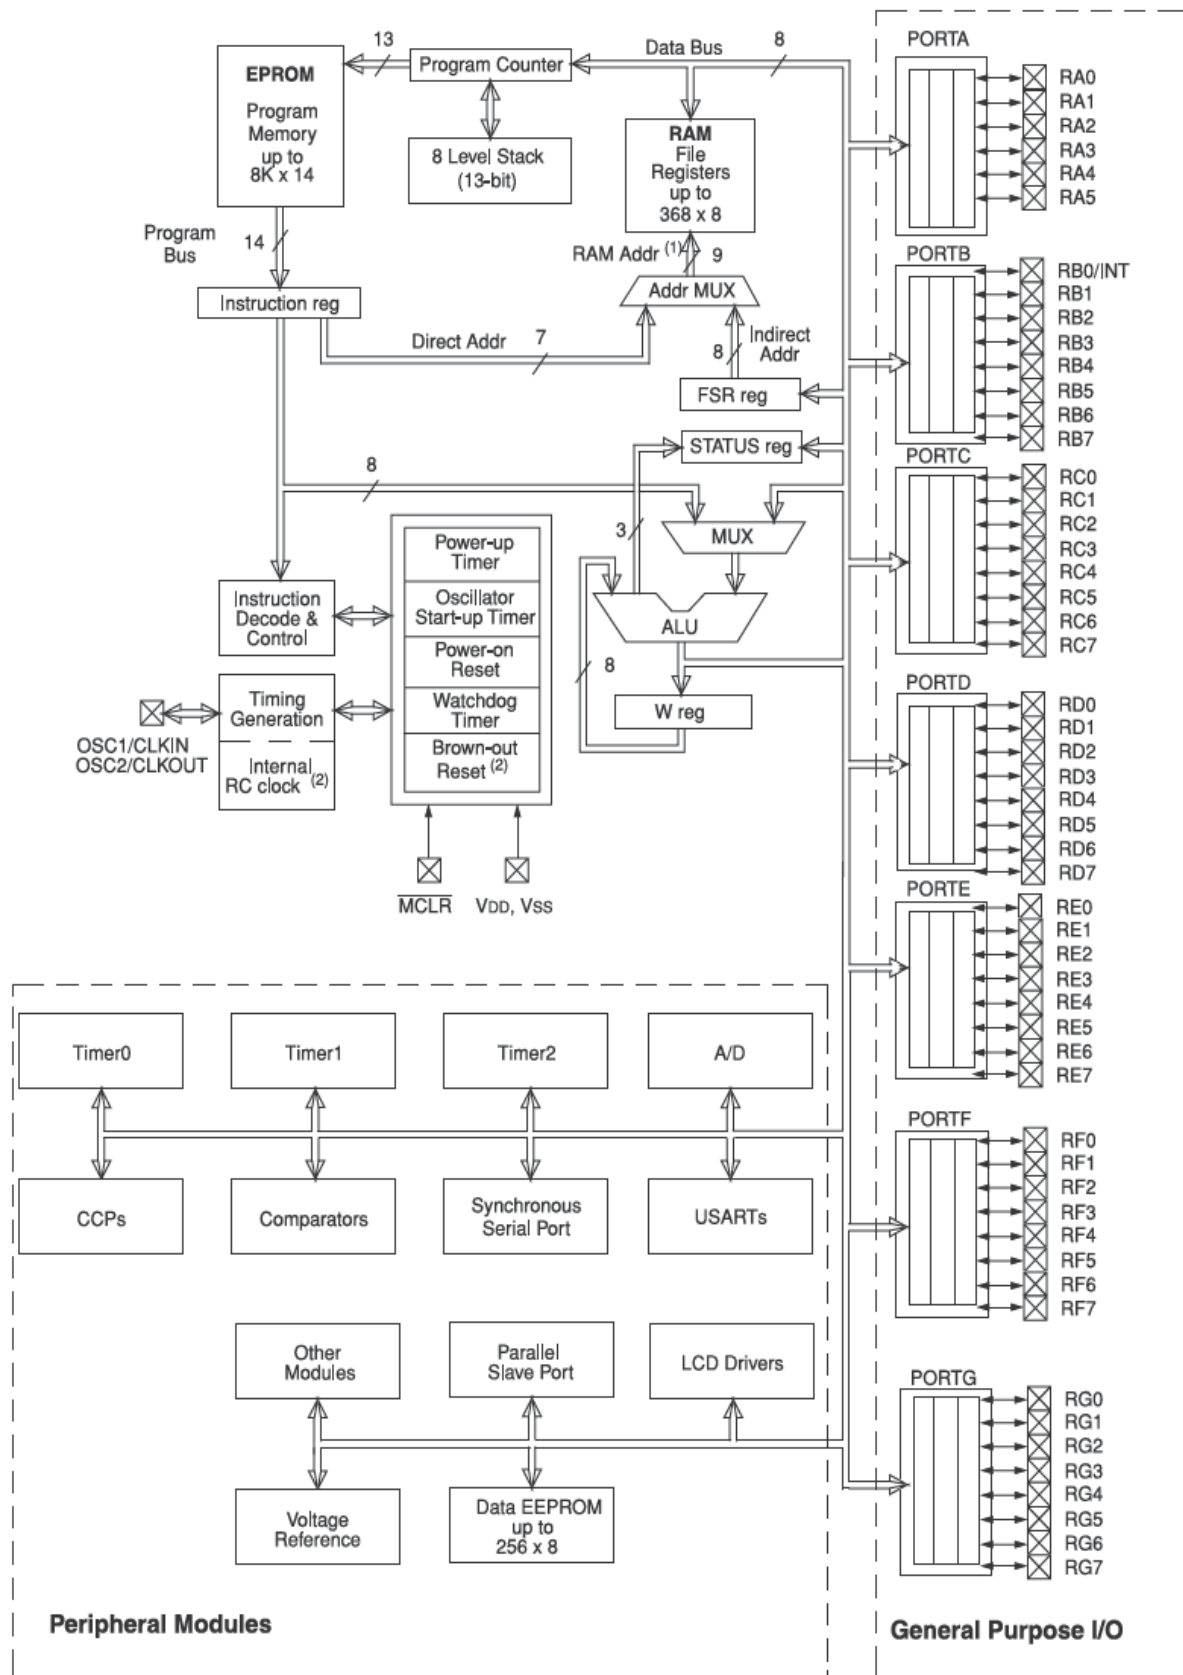 13
Data Bus
8
PORTA
EPROM
Program
Memory
up to
8K x 14
Program Counter
8 Level Stack
(13-bit)
RAM
File
Registers
up to
368 x 8
RA0
RA1
RA2
RA3
RA4
RA5
Program
Bus
14
RAM Addr (1)
9
Addr MUX
Instruction reg
Direct Addr
7
8
Indirect
Addr
FSR reg
STATUS reg
PORTB
RB0/INT
RB1
RB2
RB3
RB4
RB5
RB6
RB7
8
3
MUX
ALU
8
W reg
PORTC
RC0
RC1
RC2
RC3
RC4
RC5
RC6
RC7
Power-up
Timer
Oscillator
Start-up Timer
Power-on
Reset
Watchdog
Timer
Brown-out
Reset (2)
Instruction
Decode &
Control
Timing
Generation
Internal
RC clock (2)
OSC1/CLKIN
OSC2/CLKOUT
MCLR
VDD, VSS
PORTD
RD0
RD1
RD2
RD3
RD4
RD5
RD6
RD7
PORTE
RE0
RE1
RE2
RE3
RE4
RE5
RE6
RE7
Timer0
Timer1
Timer2
A/D
CCPs
Comparators
Synchronous
Serial Port
USARTs
PORTF
RF0
RF1
RF2
RF3
RF4
RF5
RF6
RF7
Other
Modules
Parallel
Slave Port
LCD Drivers
Voltage
Reference
Data EEPROM
up to
256 x 8
PORTG
RG0
RG1
RG2
RG3
RG4
RG5
RG6
RG7
Peripheral Modules
General Purpose I/O